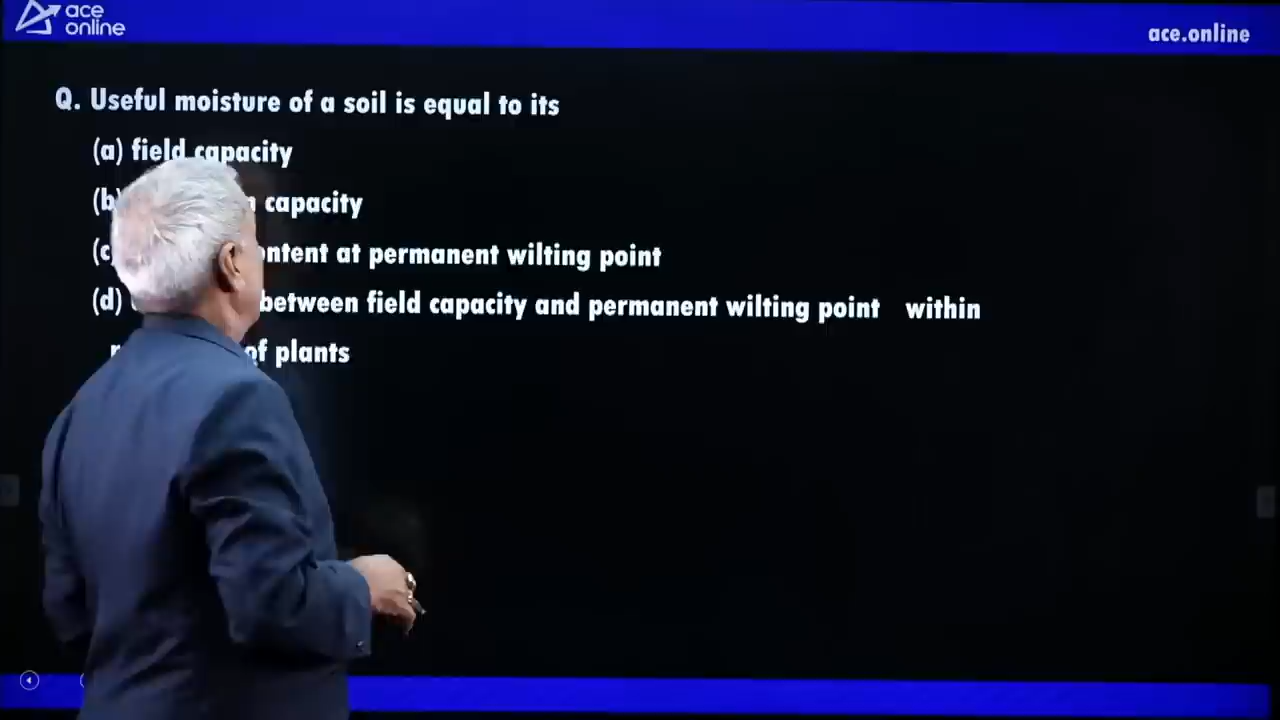 ace
online
ace.online
Q. Useful moisture of a soil is equal to its
(a) field capacity
capacity
at permanent wilting point
(d) between field capacity and permanent wilting point within
of plants